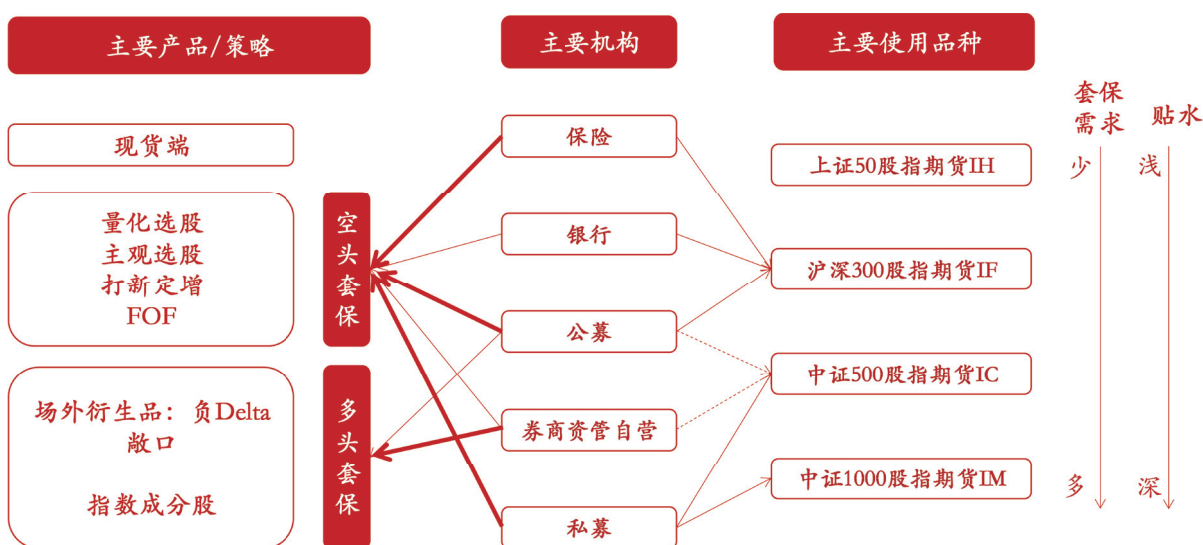 主要产品/策略
主要机构
主要使用品种
套保
需求
贴水
现货端
保险
上证50股指期货IH
少
浅
量化选股
主观选股
打新定增
FOF
空头套保
银行
沪深300股指期货IF
公募
中证500股指期货IC
场外衍生品：负Delta
敞口
指数成分股
多头套保
券商资管自营
中证1000股指期货IM
多
深
私募